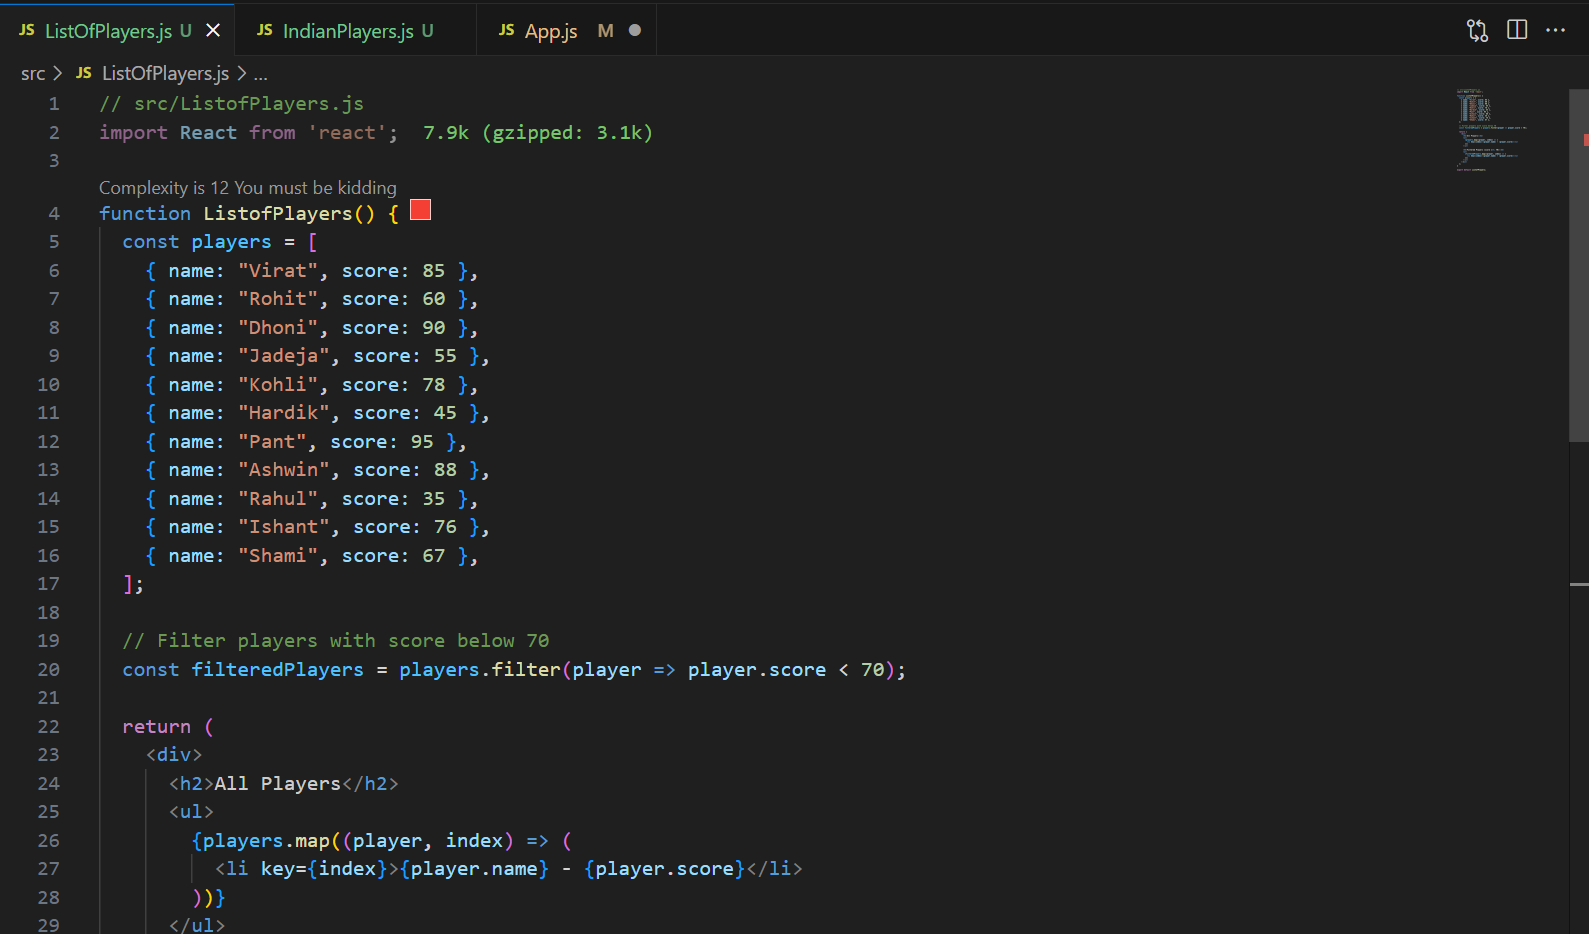 JS ListOfPlayers.js U
JS IndianPlayers.js U
JS App.js M
src > JS ListOfPlayers.js > ...
1 // src/ListofPlayers.js
2 import React from 'react'; 7.9k (gzipped: 3.1k)
3
Complexity is 12 You must be kidding
4 function ListofPlayers() {
5 const players = [
6 { name: "Virat", score: 85 },
7 { name: "Rohit", score: 60 },
8 { name: "Dhoni", score: 90 },
9 { name: "Jadeja", score: 55 },
10 { name: "Kohli", score: 78 },
11 { name: "Hardik", score: 45 },
12 { name: "Pant", score: 95 },
13 { name: "Ashwin", score: 88 },
14 { name: "Rahul", score: 35 },
15 { name: "Ishant", score: 76 },
16 { name: "Shami", score: 67 },
17 ];
18
19 // Filter players with score below 70
20 const filteredPlayers = players.filter(player => player.score < 70);
21
22 return (
23 <div>
24 <h2>All Players</h2>
25 <ul>
26 {players.map((player, index) => (
27 <li key={index}>{player.name} - {player.score}</li>
28 ))}
29 </ul>